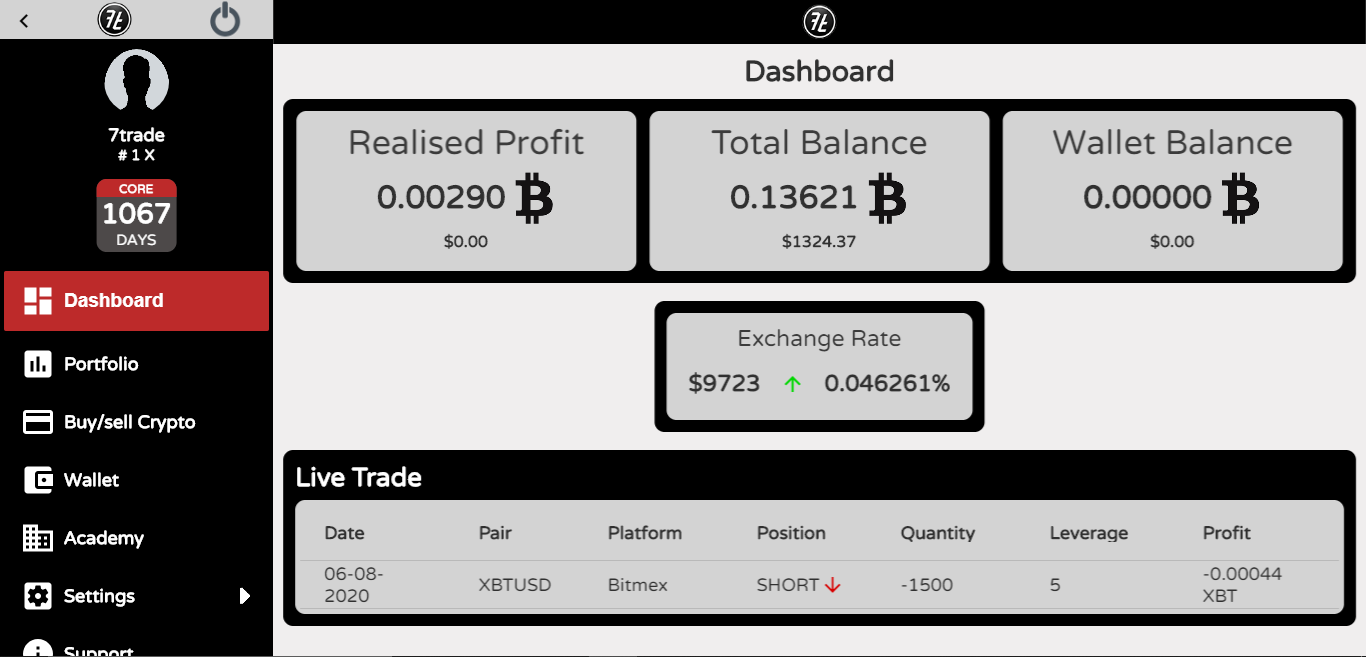 7t
7trade
# 1 X
CORE
1067
DAYS
Dashboard
Portfolio
Buy/sell Crypto
Wallet
Academy
Settings
Support
7t
Dashboard
Realised Profit
0.00290
$0.00
Total Balance
0.13621
$1324.37
Wallet Balance
0.00000
$0.00
Exchange Rate
$9723 ↑ 0.046261%
Live Trade
Date Pair Platform Position Quantity Leverage Profit
06-08-2020 XBTUSD Bitmex SHORT ↓ -1500 5 -0.00044 XBT